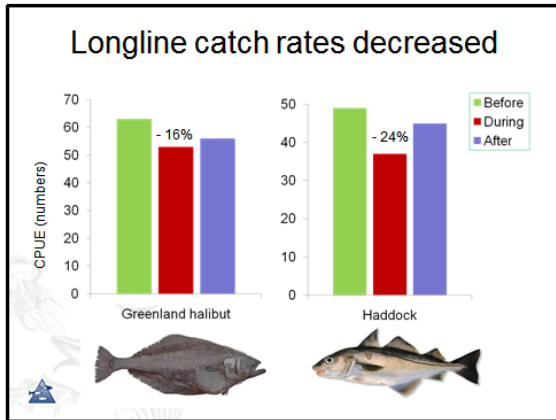 Longline catch rates decreased
CPUE (numbers)
70
60
50
40
30
20
10
0
- 16%
Greenland halibut
50
40
30
20
10
0
- 24%
Haddock
Before
During
After